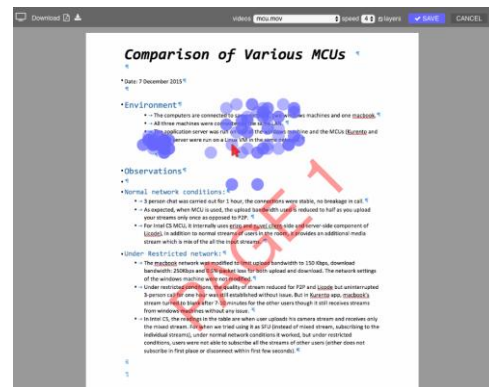 Download videos mcu.mov speed 4 layers SAVE CANCEL
Comparison of Various MCUs
Date: 7 December 2015
Environment
The computers are connected to windows machines and one macbook.
All three machines were
application server was run on the windows machine and the MCUs (Kurento and
server were run on a Linux VM in the same
Observations
Normal network conditions:
3 person chat was carried out for 1 hour, the connections were stable, no breakage in call.
As expected, when MCU is used, the upload bandwidth used is reduced to half as you upload
your streams only once as opposed to P2P.
For Intel CS MCU, it internally uses and client-side and server-side component of
Licode). In addition to normal streams of users in the room, it provides an additional media
stream which is mix of the all the input streams.
Under Restricted network:
The macbook network was modified to limit upload bandwidth to 150 Kbps, download
bandwidth: 250Kbps and packet loss for both upload and download. The network settings
of the windows machine were not modified.
Under restricted conditions, the quality of stream reduced for P2P and Licode but uninterrupted
3-person call for one hour was still established without issue. But in Kurento app, macbook's
stream turned to blank after 7-10 minutes for the other users though it still receives streams
from windows machines without any issue.
In Intel CS, the readings in the table are when user uploads his camera stream and receives only
the mixed stream. For when we tried using it as SFU (instead of mixed stream, subscribing to the
individual streams), under normal network conditions it worked, but under restricted
conditions, users were not able to subscribe all the streams of other users (either does not
subscribe in first place or disconnect within first few seconds).
PAGE 1